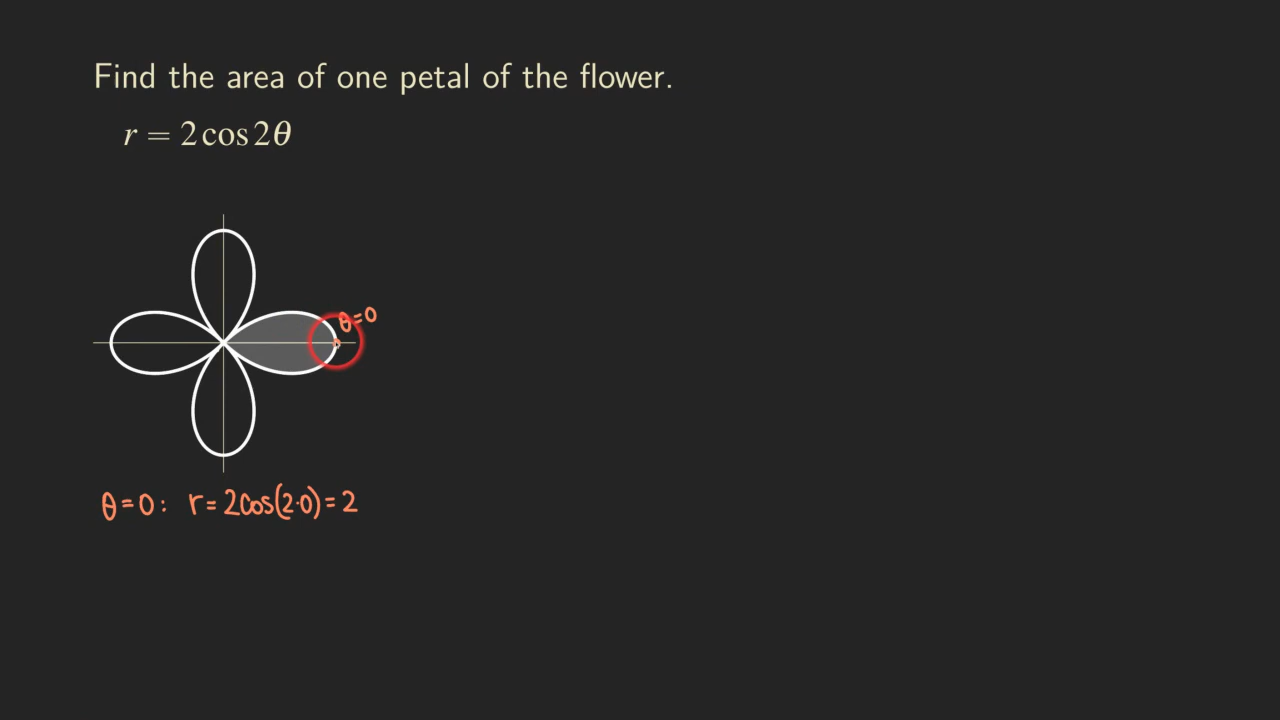 Find the area of one petal of the flower.
r = 2 cos 2θ
θ=0
θ=0: r=2cos(2·0)=2